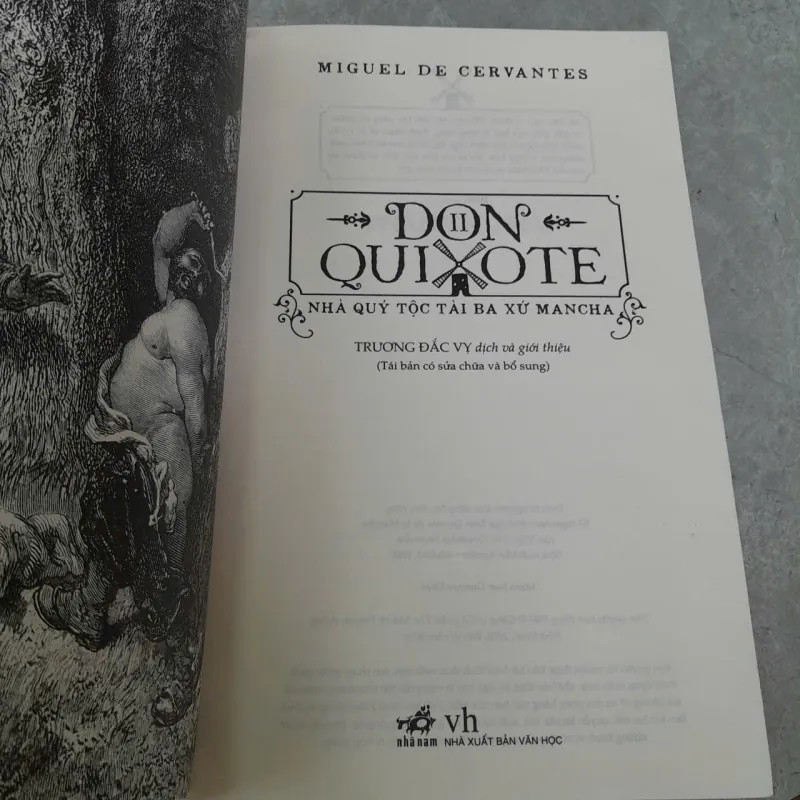 MIGUEL DE CERVANTES
DON
II
QUIXOTE
NHÀ QUÝ TỘC TÀI BA XỨ MANCHA
TRƯƠNG ĐẮC VỴ dịch và giới thiệu
(Tái bản có sửa chữa và bổ sung)
nhã nam
vh
NHÀ XUẤT BẢN VĂN HỌC